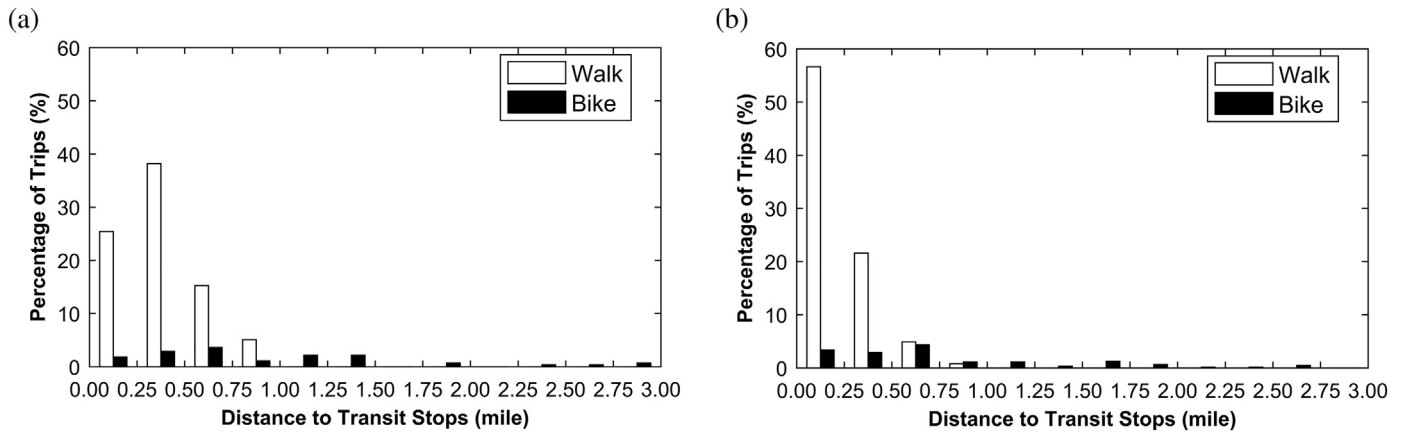 (a)
60
50
40
30
20
10
0
Percentage of Trips (%)
Walk
Bike
0.00 0.25 0.50 0.75 1.00 1.25 1.50 1.75 2.00 2.25 2.50 2.75 3.00
Distance to Transit Stops (mile)
(b)
60
50
40
30
20
10
0
Percentage of Trips (%)
Walk
Bike
0.00 0.25 0.50 0.75 1.00 1.25 1.50 1.75 2.00 2.25 2.50 2.75 3.00
Distance to Transit Stops (mile)